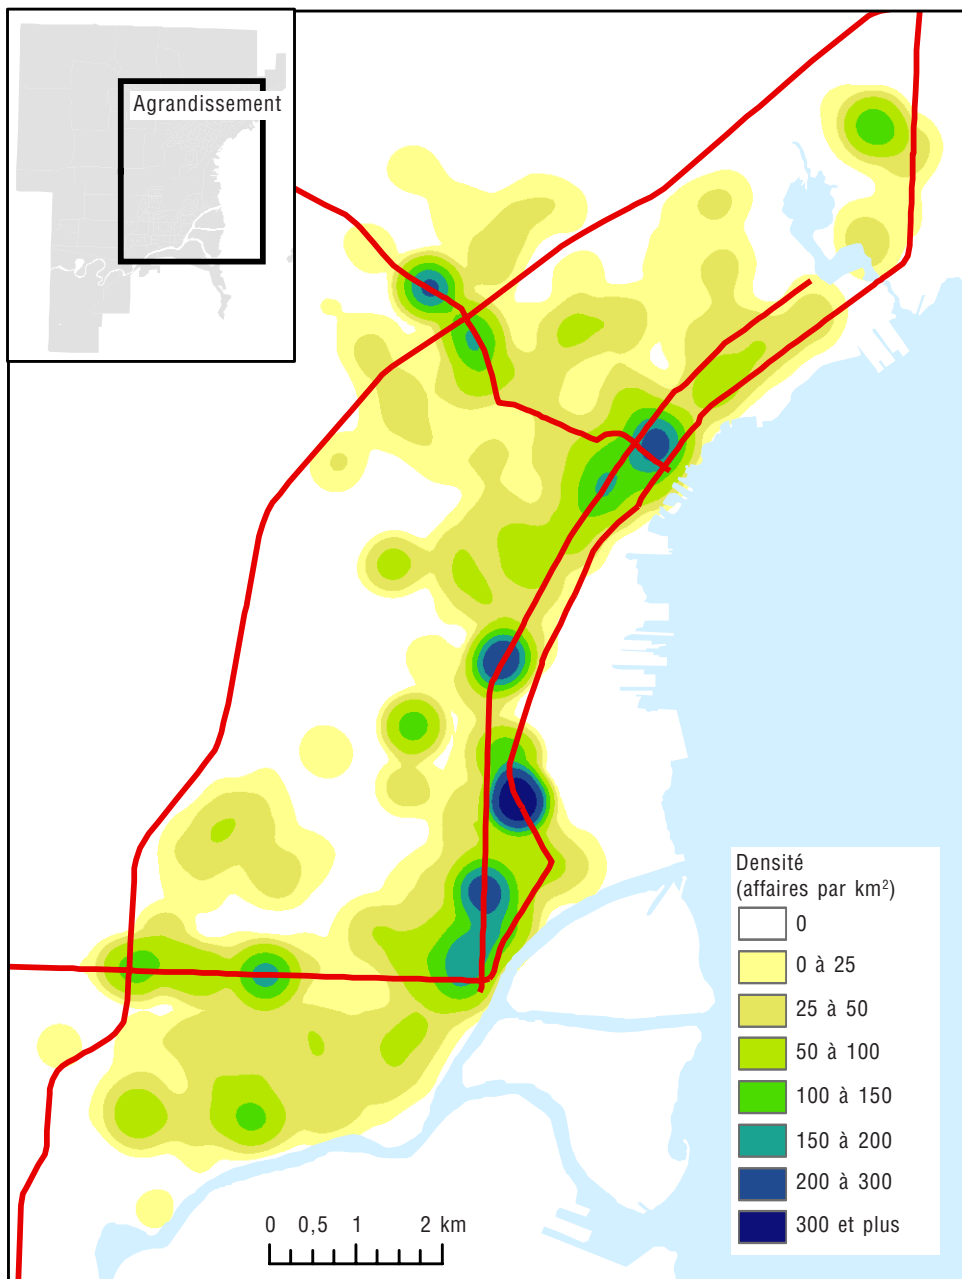 Agrandissement
Densité
(affaires par km²)
0
0 à 25
25 à 50
50 à 100
100 à 150
150 à 200
200 à 300
300 et plus
0 0,5 1 2 km